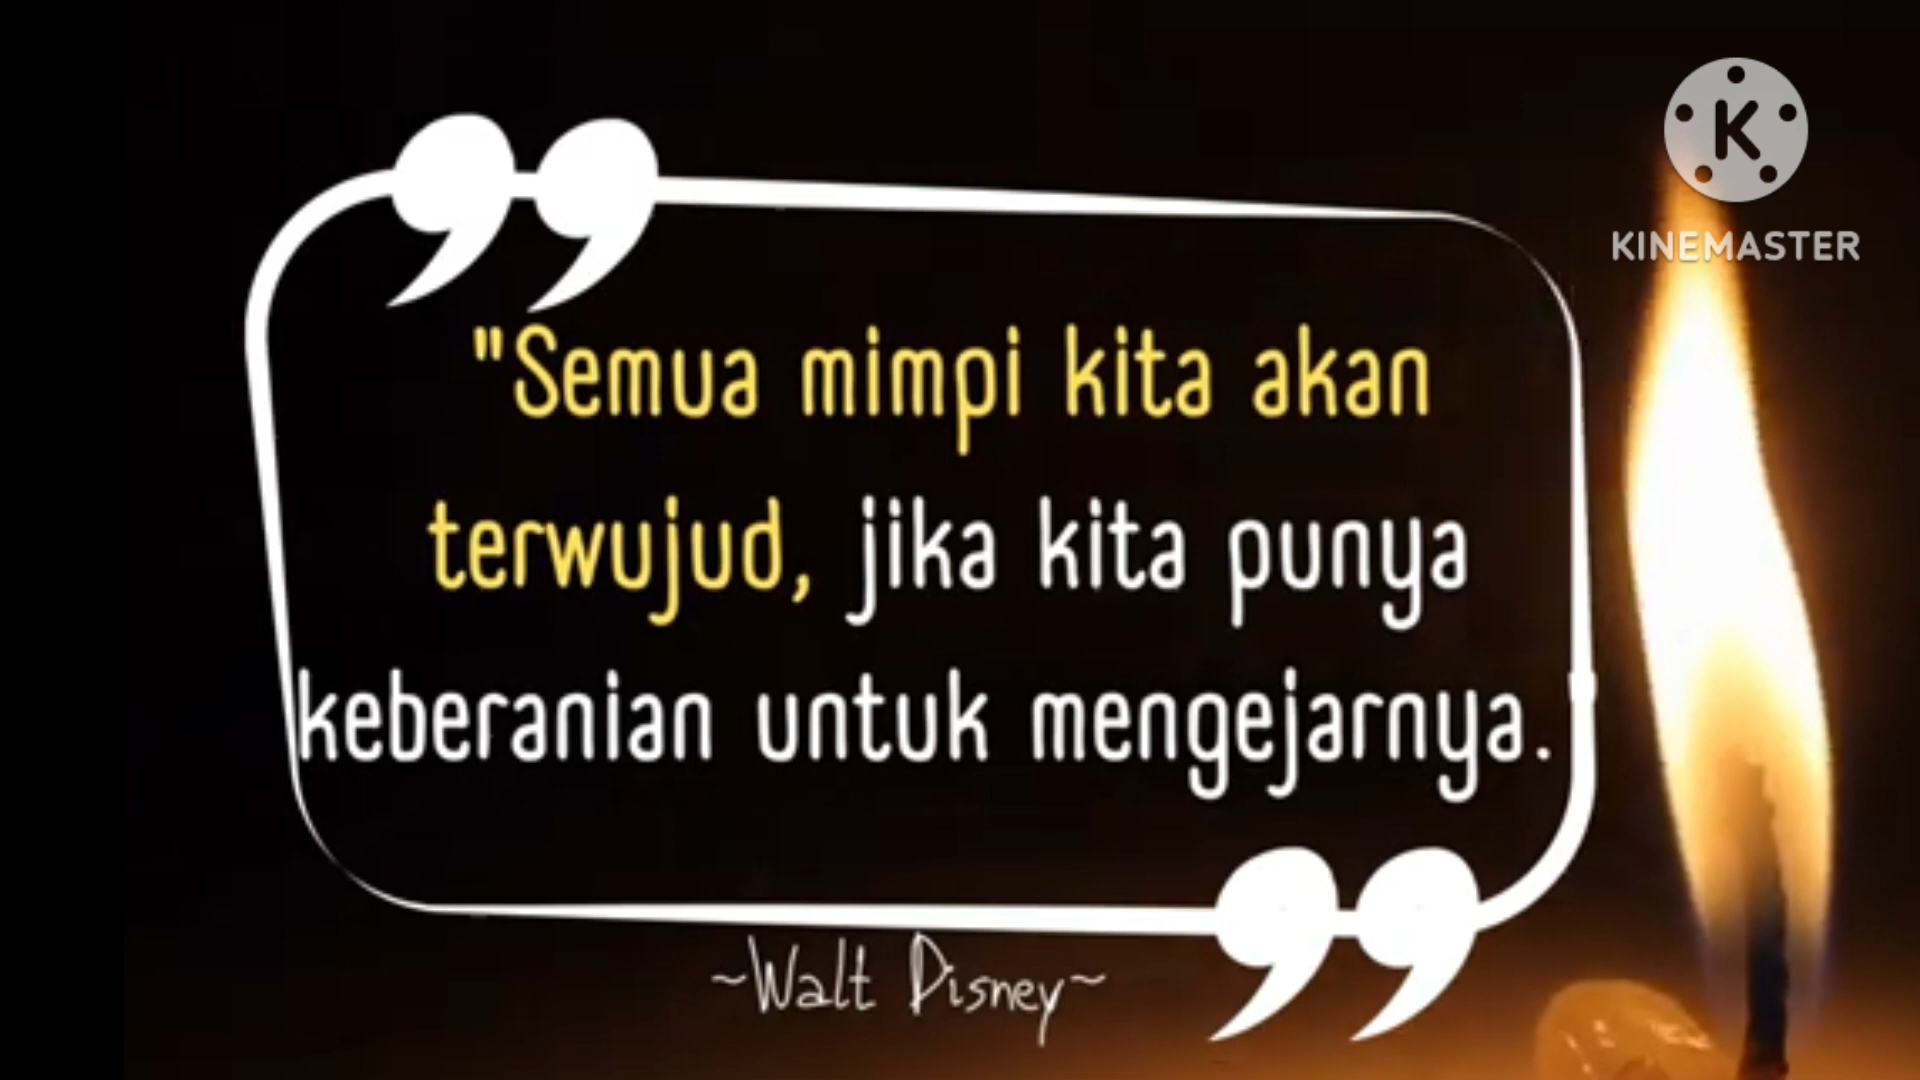 K
KINEMASTER
"Semua mimpi kita akan
terwujud, jika kita punya
keberanian untuk mengejarnya.
~Walt Disney~